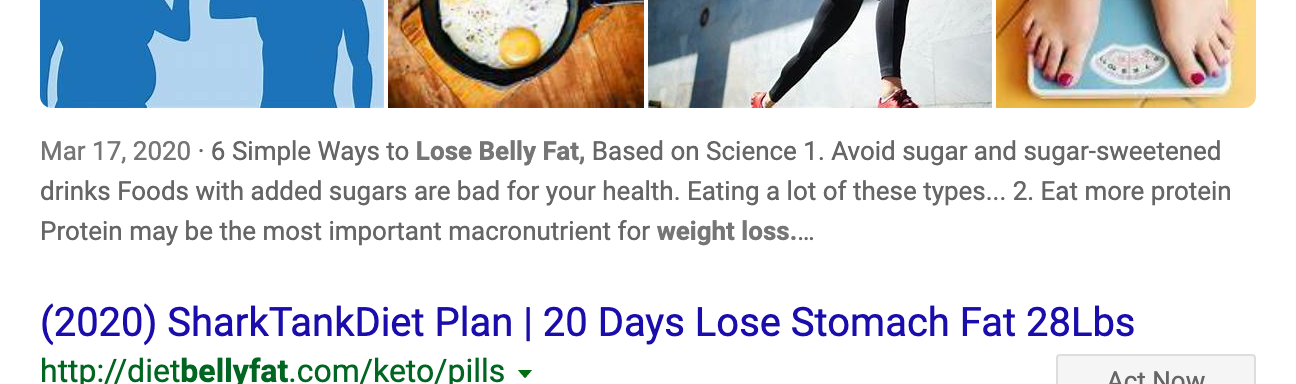 Mar 17, 2020 · 6 Simple Ways to Lose Belly Fat, Based on Science 1. Avoid sugar and sugar-sweetened
drinks Foods with added sugars are bad for your health. Eating a lot of these types... 2. Eat more protein
Protein may be the most important macronutrient for weight loss.…
(2020) SharkTankDiet Plan | 20 Days Lose Stomach Fat 28Lbs
http://dietbellyfat.com/keto/pills
Act Now